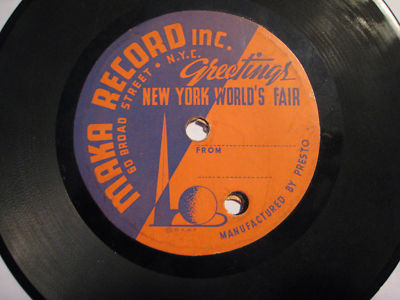 MAKA RECORD INC.
60 BROAD STREET • N.Y.C.
Greetings
NEW YORK WORLD'S FAIR
FROM
MANUFACTURED BY PRESTO